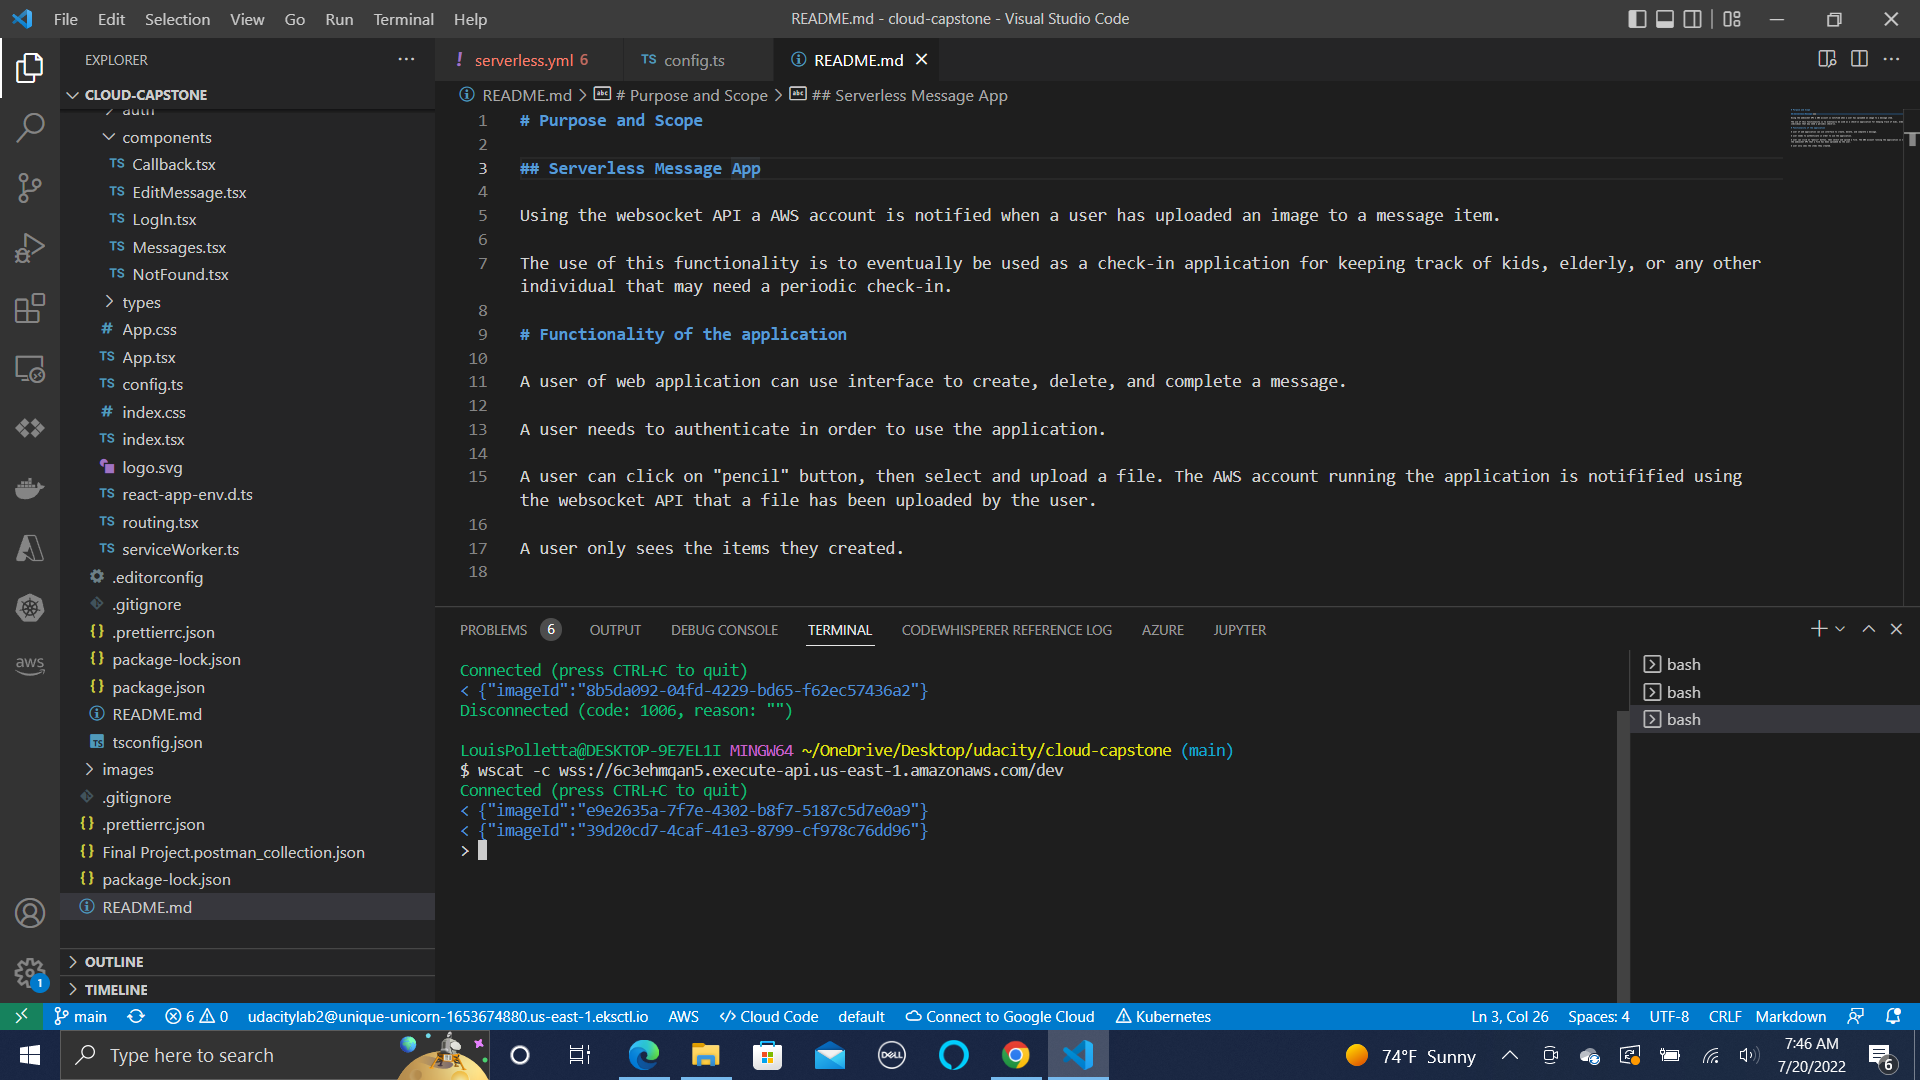 File Edit Selection View Go Run Terminal Help
README.md - cloud-capstone - Visual Studio Code
EXPLORER
CLOUD-CAPSTONE
auth
components
TS Callback.tsx
TS EditMessage.tsx
TS LogIn.tsx
TS Messages.tsx
TS NotFound.tsx
types
# App.css
TS App.tsx
TS config.ts
# index.css
TS index.tsx
logo.svg
TS react-app-env.d.ts
TS routing.tsx
TS serviceWorker.ts
.editorconfig
.gitignore
{} .prettierrc.json
{} package-lock.json
{} package.json
README.md
TS tsconfig.json
images
.gitignore
{} .prettierrc.json
{} Final Project.postman_collection.json
{} package-lock.json
README.md
OUTLINE
TIMELINE
aws
1
! serverless.yml 6
TS config.ts
README.md
README.md > # Purpose and Scope > ## Serverless Message App
1 # Purpose and Scope
2
3 ## Serverless Message App
4
5 Using the websocket API a AWS account is notified when a user has uploaded an image to a message item.
6
7 The use of this functionality is to eventually be used as a check-in application for keeping track of kids, elderly, or any other
individual that may need a periodic check-in.
8
9 # Functionality of the application
10
11 A user of web application can use interface to create, delete, and complete a message.
12
13 A user needs to authenticate in order to use the application.
14
15 A user can click on "pencil" button, then select and upload a file. The AWS account running the application is notifified using
the websocket API that a file has been uploaded by the user.
16
17 A user only sees the items they created.
18
PROBLEMS 6 OUTPUT DEBUG CONSOLE TERMINAL CODEWHISPERER REFERENCE LOG AZURE JUPYTER
Connected (press CTRL+C to quit)
< {"imageId":"8b5da092-04fd-4229-bd65-f62ec57436a2"}
Disconnected (code: 1006, reason: "")
LouisPolletta@DESKTOP-9E7EL1I MINGW64 ~/OneDrive/Desktop/udacity/cloud-capstone (main)
$ wscat -c wss://6c3ehmqan5.execute-api.us-east-1.amazonaws.com/dev
Connected (press CTRL+C to quit)
< {"imageId":"e9e2635a-7f7e-4302-b8f7-5187c5d7e0a9"}
< {"imageId":"39d20cd7-4caf-41e3-8799-cf978c76dd96"}
>
bash
bash
bash
main 6 0 udacitylab2@unique-unicorn-1653674880.us-east-1.eksctl.io AWS </> Cloud Code default Connect to Google Cloud Kubernetes
Ln 3, Col 26 Spaces: 4 UTF-8 CRLF Markdown
Type here to search
DELL
74°F Sunny
7:46 AM
7/20/2022
6